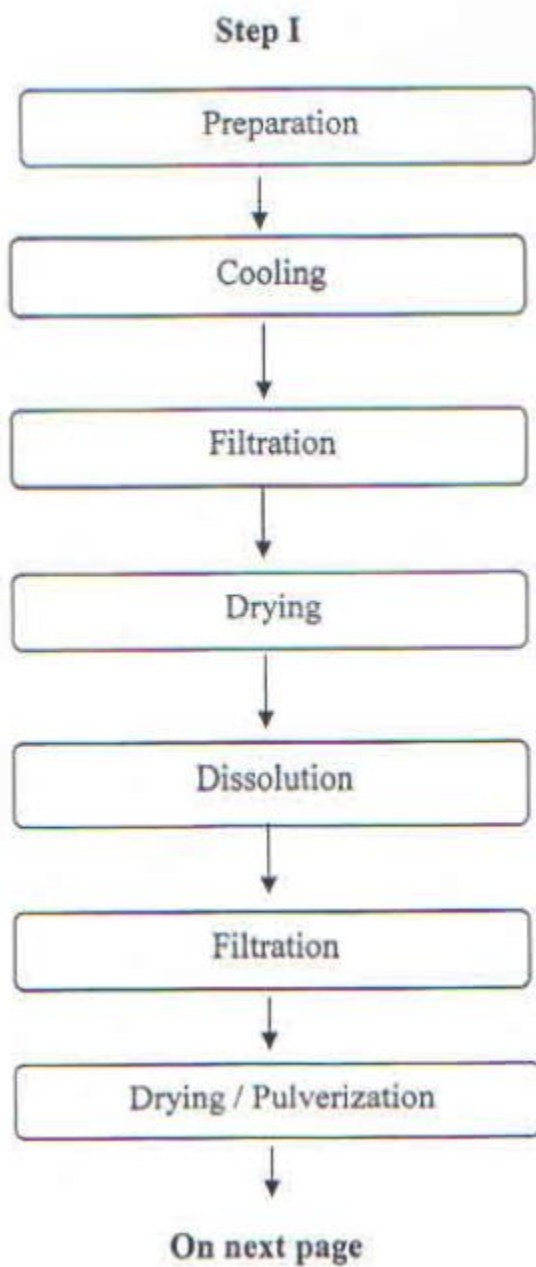 Step I
Preparation
Cooling
Filtration
Drying
Dissolution
Filtration
Drying / Pulverization
On next page